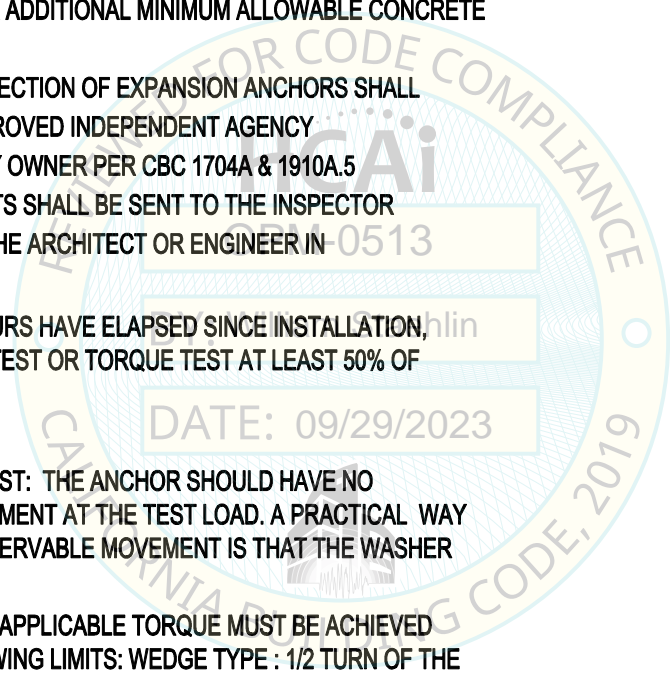 ADDITIONAL MINIMUM ALLOWABLE CONCRETE
ECTION OF EXPANSION ANCHORS SHALL
ROVED INDEPENDENT AGENCY
OWNER PER CBC 1704A & 1910A.5
TS SHALL BE SENT TO THE INSPECTOR
HE ARCHITECT OR ENGINEER IN
URS HAVE ELAPSED SINCE INSTALLATION,
TEST OR TORQUE TEST AT LEAST 50% OF
ST: THE ANCHOR SHOULD HAVE NO
MENT AT THE TEST LOAD. A PRACTICAL WAY
ERVABLE MOVEMENT IS THAT THE WASHER
APPLICABLE TORQUE MUST BE ACHIEVED
WING LIMITS: WEDGE TYPE : 1/2 TURN OF THE
REVIEWED FOR CODE COMPLIANCE
HCAi
OPM-0513
BY: William
DATE: 09/29/2023
CALIFORNIA BUILDING CODE, 2019